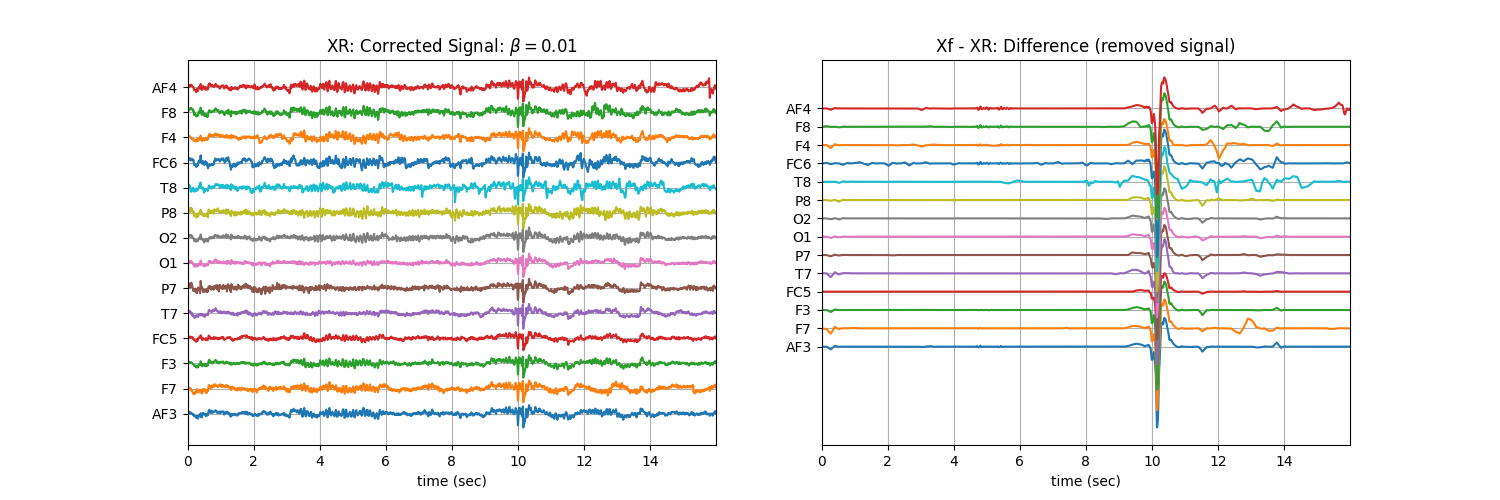 XR: Corrected Signal: β = 0.01
AF4
F8
F4
FC6
T8
P8
O2
O1
P7
T7
FC5
F3
F7
AF3
0 2 4 6 8 10 12 14
time (sec)
Xf - XR: Difference (removed signal)
AF4
F8
F4
FC6
T8
P8
O2
O1
P7
T7
FC5
F3
F7
AF3
0 2 4 6 8 10 12 14
time (sec)